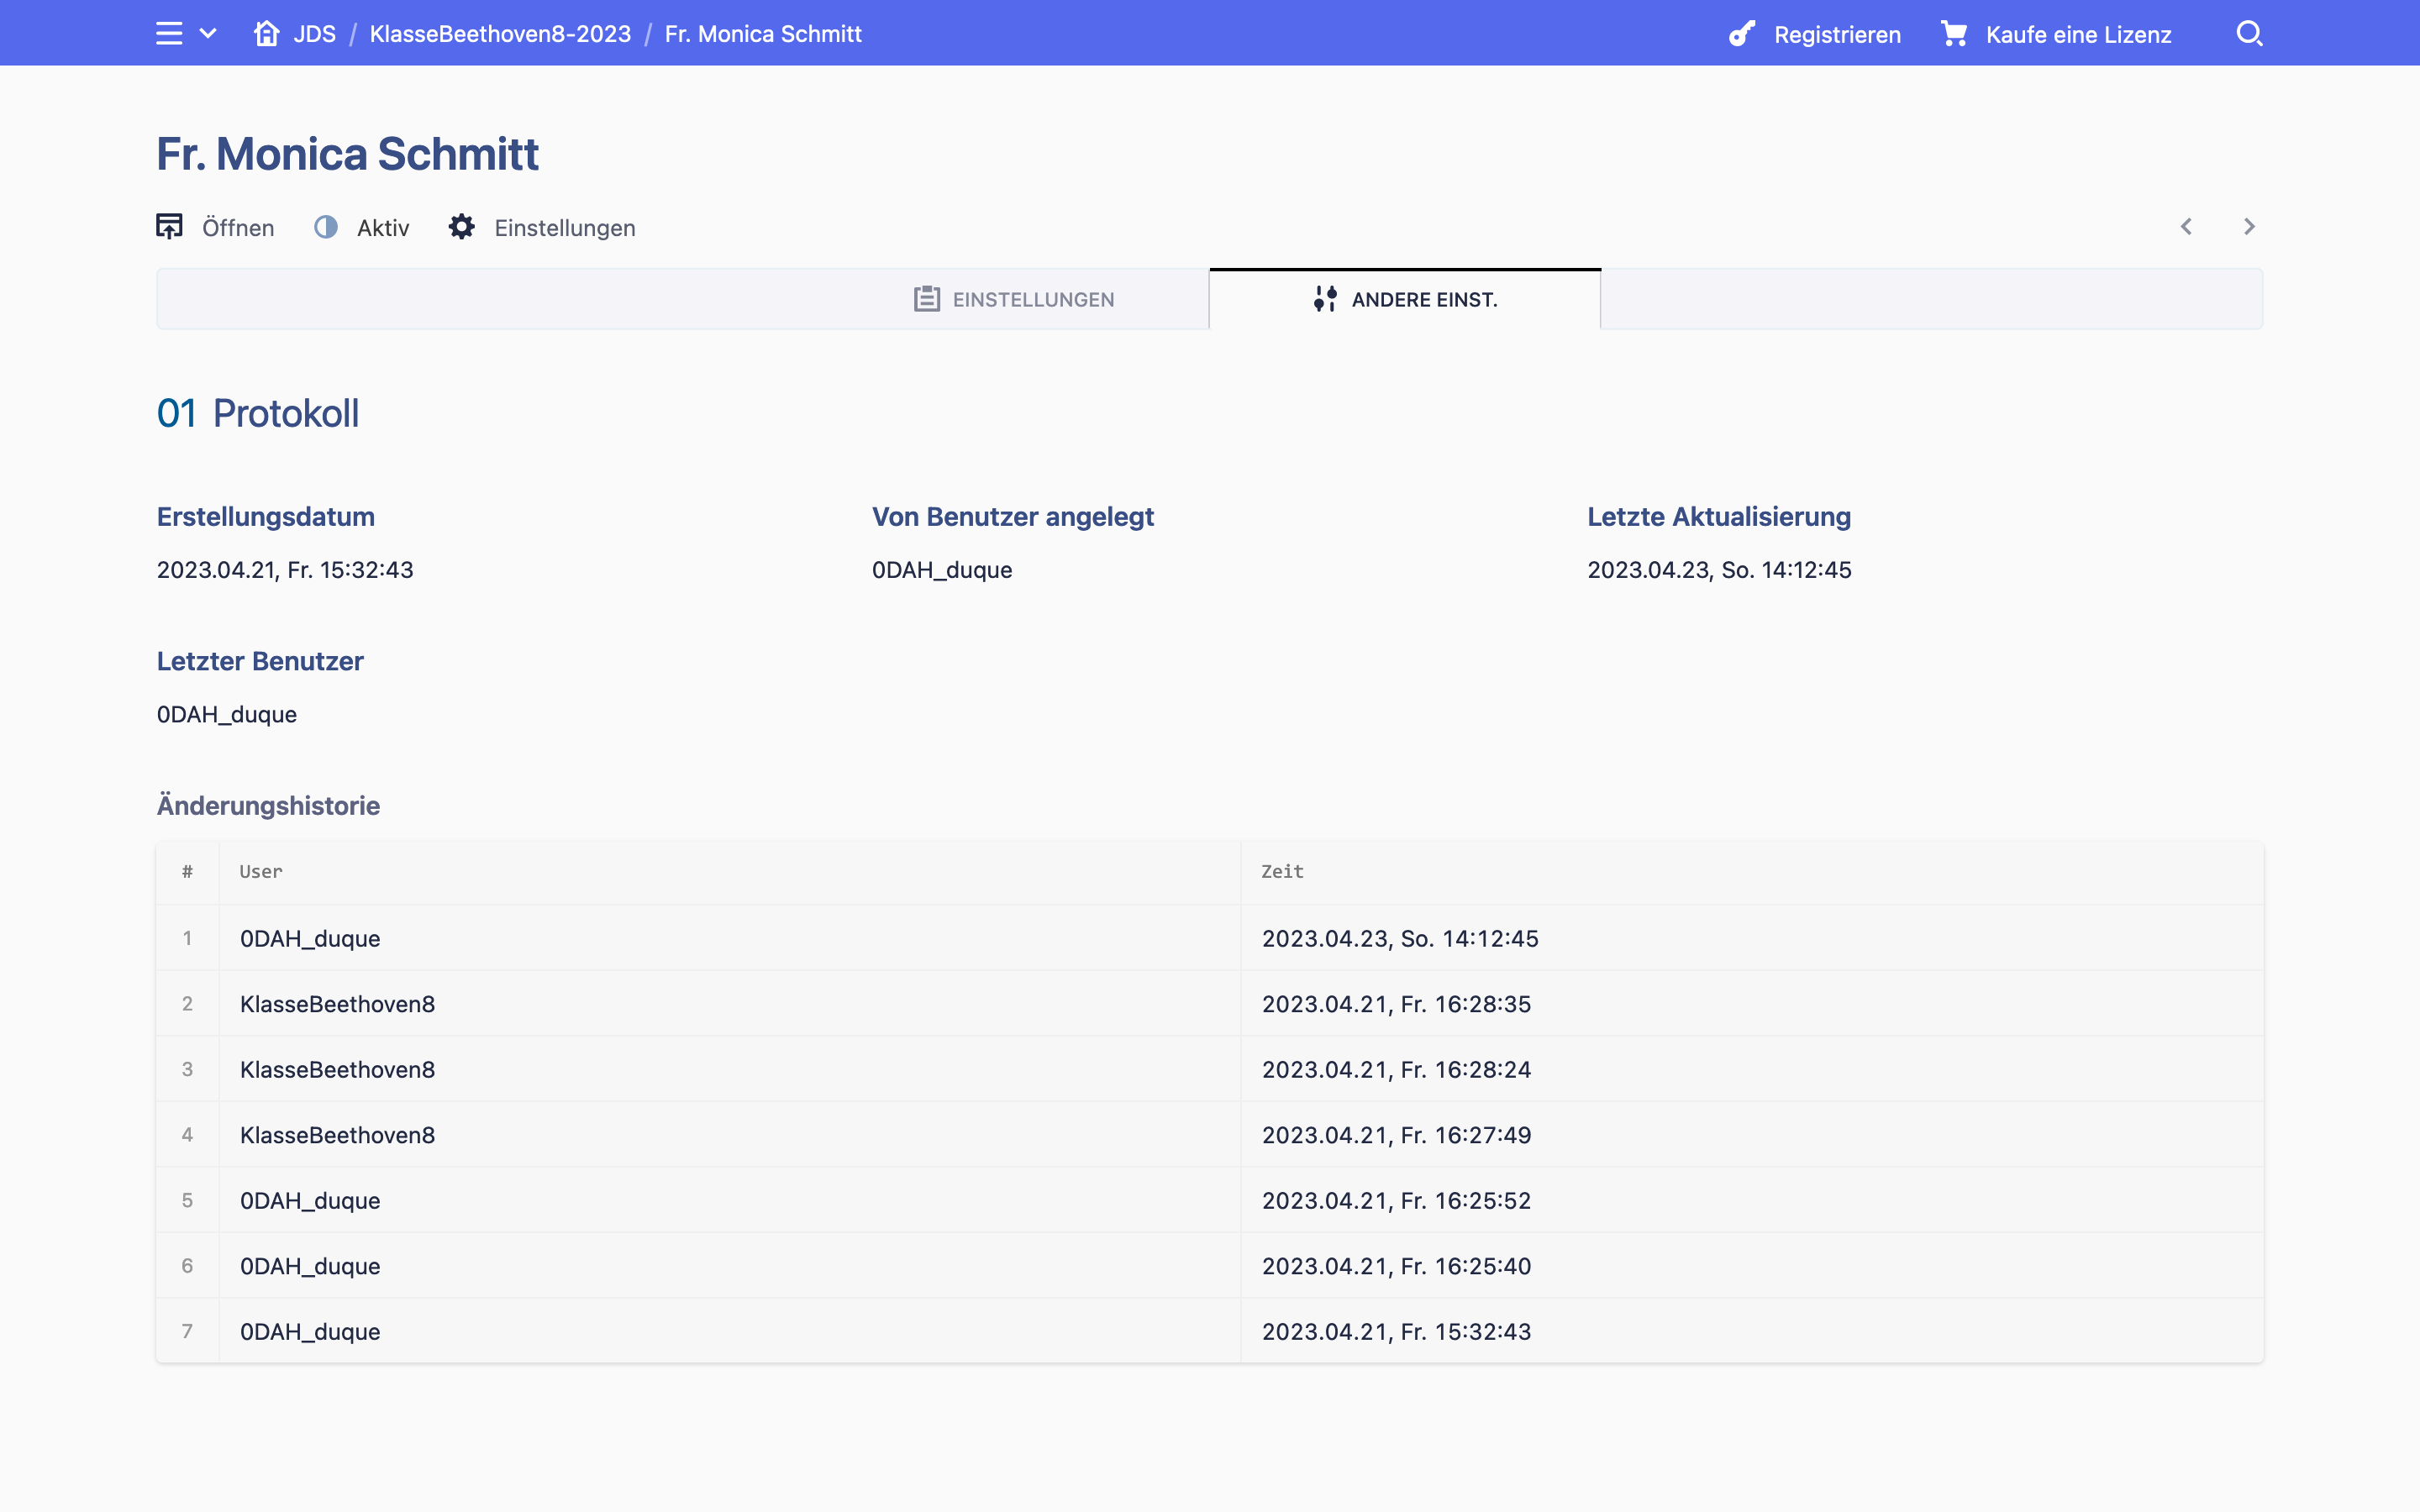 JDS / KlasseBeethoven8-2023 / Fr. Monica Schmitt Registrieren Kaufe eine Lizenz
Fr. Monica Schmitt
Öffnen Aktiv Einstellungen
EINSTELLUNGEN ANDERE EINST.
01 Protokoll
Erstellungsdatum Von Benutzer angelegt Letzte Aktualisierung
2023.04.21, Fr. 15:32:43 0DAH_duque 2023.04.23, So. 14:12:45
Letzter Benutzer
0DAH_duque
Änderungshistorie
# User Zeit
1 0DAH_duque 2023.04.23, So. 14:12:45
2 KlasseBeethoven8 2023.04.21, Fr. 16:28:35
3 KlasseBeethoven8 2023.04.21, Fr. 16:28:24
4 KlasseBeethoven8 2023.04.21, Fr. 16:27:49
5 0DAH_duque 2023.04.21, Fr. 16:25:52
6 0DAH_duque 2023.04.21, Fr. 16:25:40
7 0DAH_duque 2023.04.21, Fr. 15:32:43